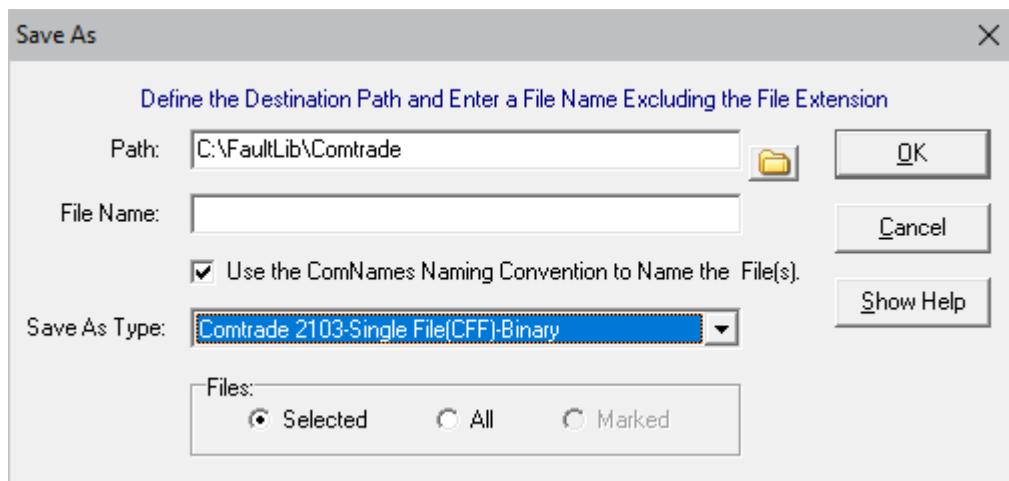 Save As
Define the Destination Path and Enter a File Name Excluding the File Extension
Path: C:\FaultLib\Comtrade
OK
File Name:
Cancel
Use the ComNames Naming Convention to Name the File(s).
Show Help
Save As Type: Comtrade 2103-Single File(CFF)-Binary
Files:
Selected All Marked